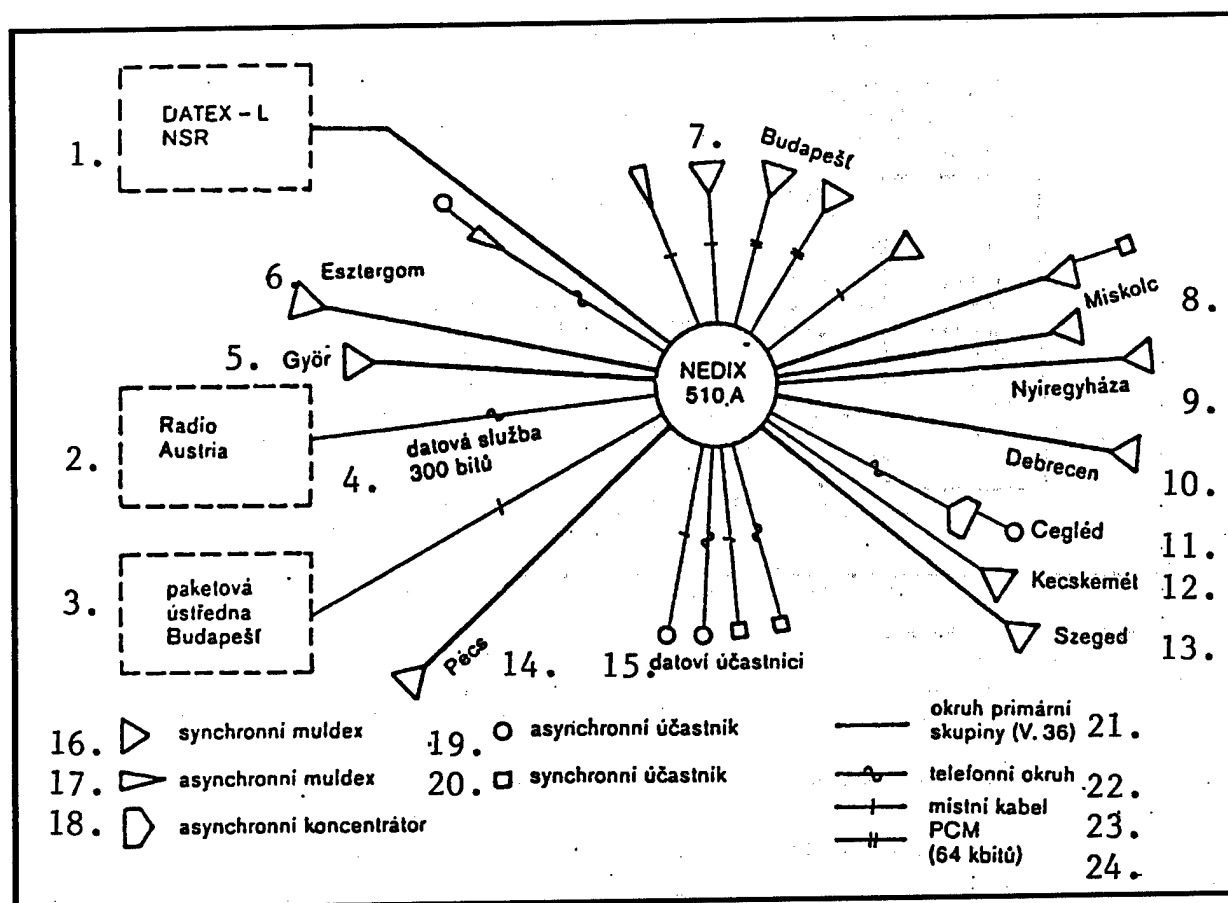 DATEX – L
NSR
1.
7.
Budapešť
6. Esztergom
Miskolc
8.
5. Györ
NEDIX
510 A
Nyiregyháza
9.
Radio
Austria
2.
datová služba
300 bitů
4.
Debrecen
10.
Cegléd
11.
3.
paketová
ústředna
Budapešť
Kecskemét
12.
Szeged
13.
Pécs
14.
15. datoví účastníci
16. synchronní muldex
17. asynchronní muldex
18. asynchronní koncentrátor
19. asynchronní účastník
20. synchronní účastník
okruh primární
skupiny (V. 36) 21.
telefonní okruh
22.
místní kabel
23.
PCM
(64 kbitů)
24.